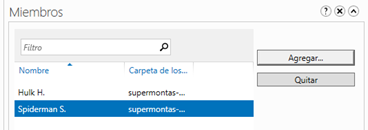 Miembros
Filtro
Agregar...
Nombre Carpeta de los...
Quitar
Hulk H. supermontas-...
Spiderman S. supermontas-...